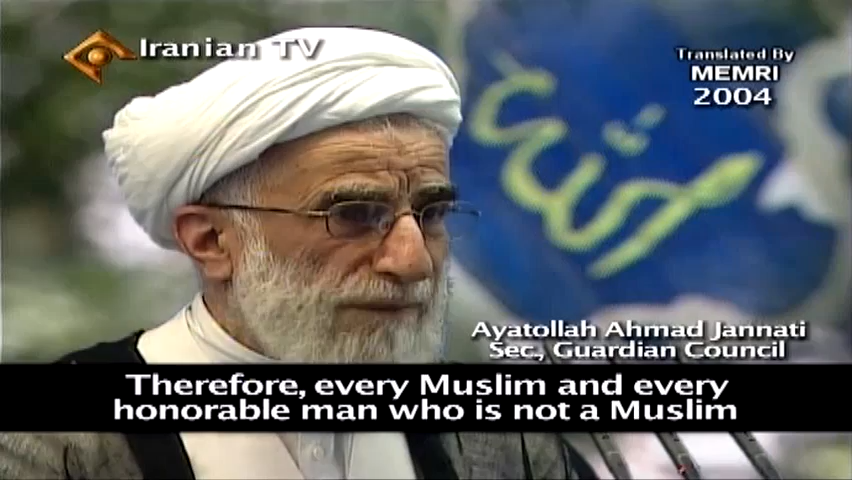 Iranian TV
Translated By
MEMRI
2004
Ayatollah Ahmad Jannati
Sec., Guardian Council
Therefore, every Muslim and every
honorable man who is not a Muslim